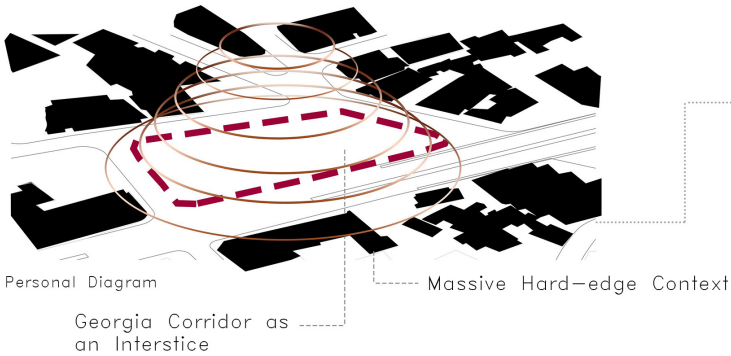 Personal Diagram
Massive Hard-edge Context
Georgia Corridor as
an Interstice